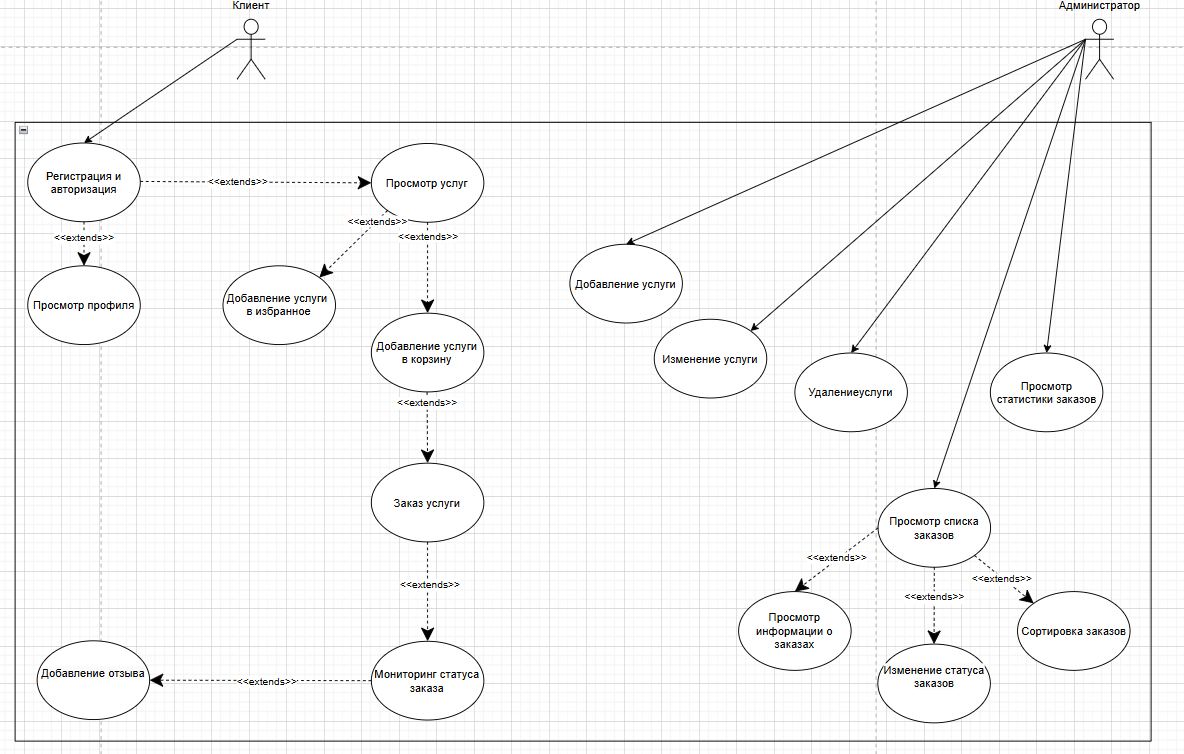 Клиент
Администратор
Регистрация и
авторизация
<<extends>>
Просмотр услуг
<<extends>>
<<extends>>
<<extends>>
Просмотр профиля
Добавление услуги
в избранное
Добавление услуги
в корзину
<<extends>>
Заказ услуги
<<extends>>
Мониторинг статуса
заказа
<<extends>>
Добавление отзыва
Добавление услуги
Изменение услуги
Удалениеуслуги
Просмотр
статистики заказов
Просмотр списка
заказов
<<extends>>
<<extends>>
<<extends>>
Просмотр
информации о
заказах
Изменение статуса
заказов
Сортировка заказов